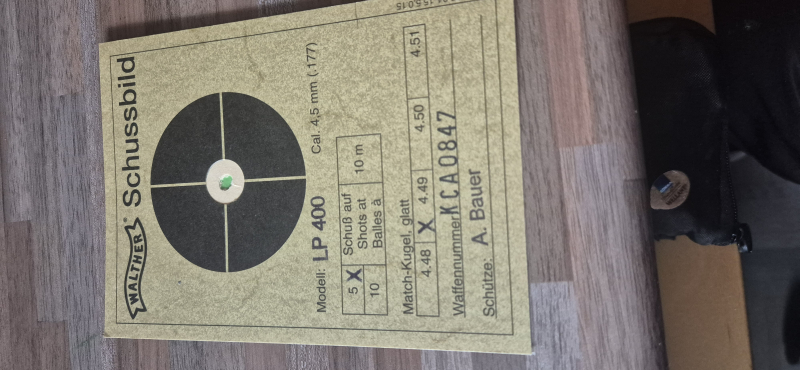 WALTHER® Schussbild
Modell: LP 400 Cal. 4,5 mm (.177)
5 X Schuß auf
10 Shots at 10 m
Balles à
Match-Kugel, glatt
4.48 X 4.49 4.50 4.51
Waffennummer KCA0847
Schütze: A. Bauer